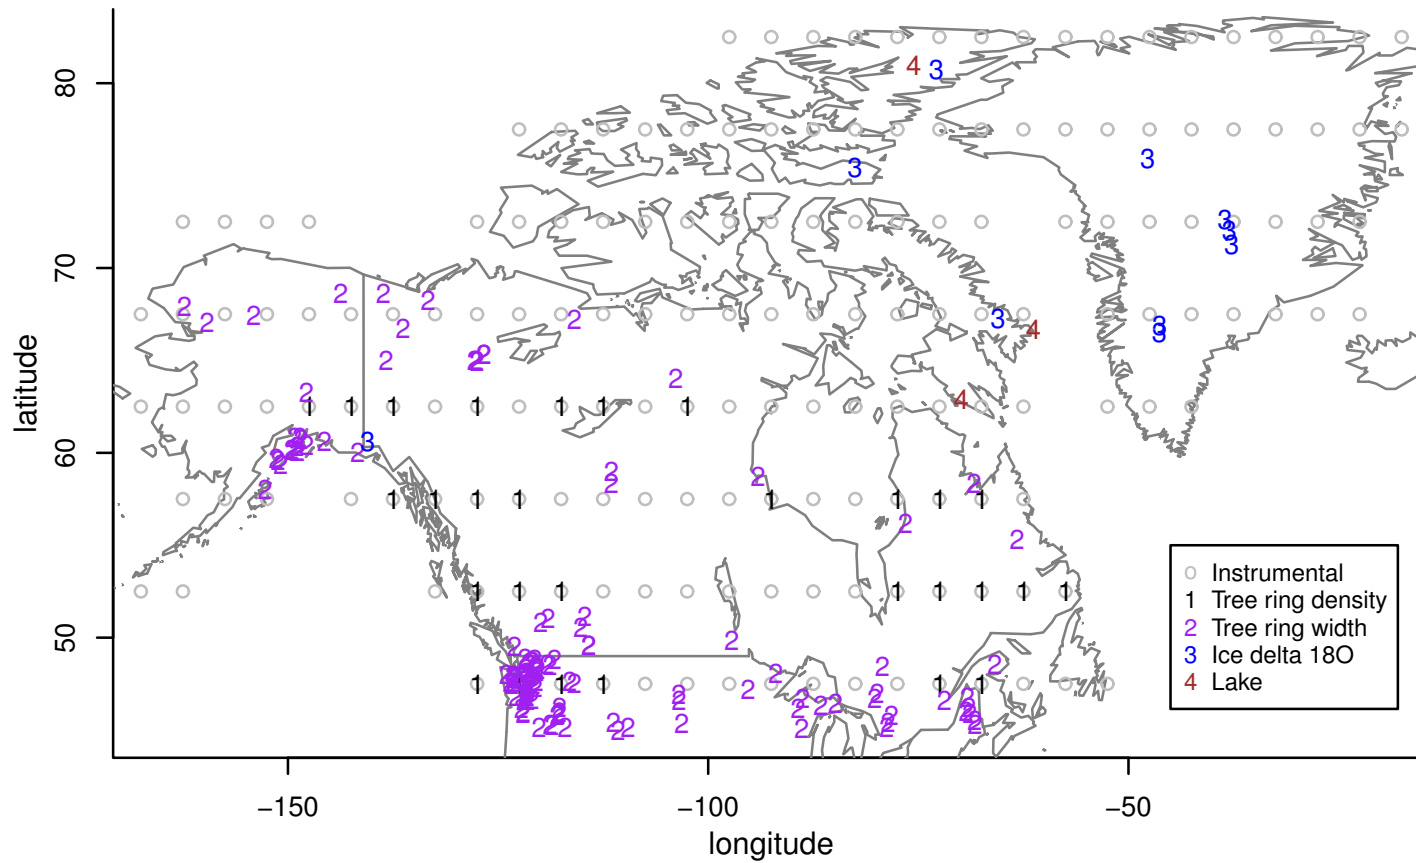 80
70
60
50
latitude
−150
−100
−50
longitude
Instrumental
1 Tree ring density
2 Tree ring width
3 Ice delta 18O
4 Lake